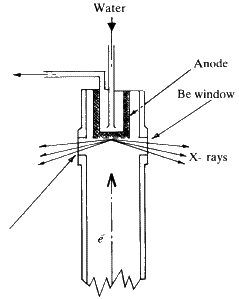 Water
Anode
Be window
X- rays
e⁻